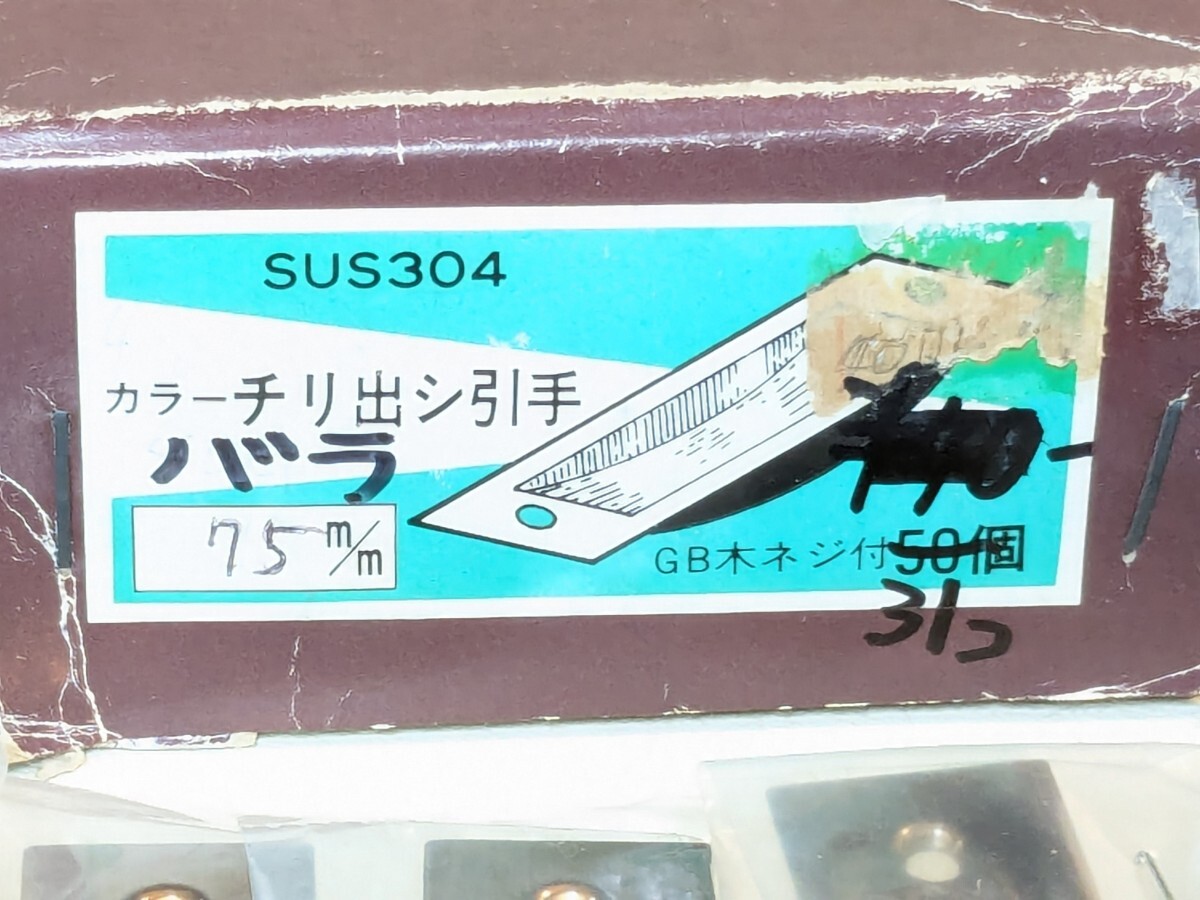 SUS304
カラーチリ出シ引手
バラ
75 m/m
GB木ネジ付50個
31コ